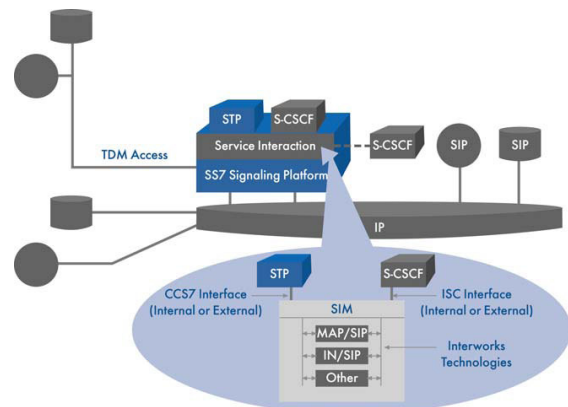 STP
S-CSCF
TDM Access
Service Interaction
S-CSCF
SIP
SIP
SS7 Signaling Platform
IP
STP
S-CSCF
CCS7 Interface
(Internal or External)
ISC Interface
(Internal or External)
SIM
MAP/SIP
IN/SIP
Other
Interworks
Technologies